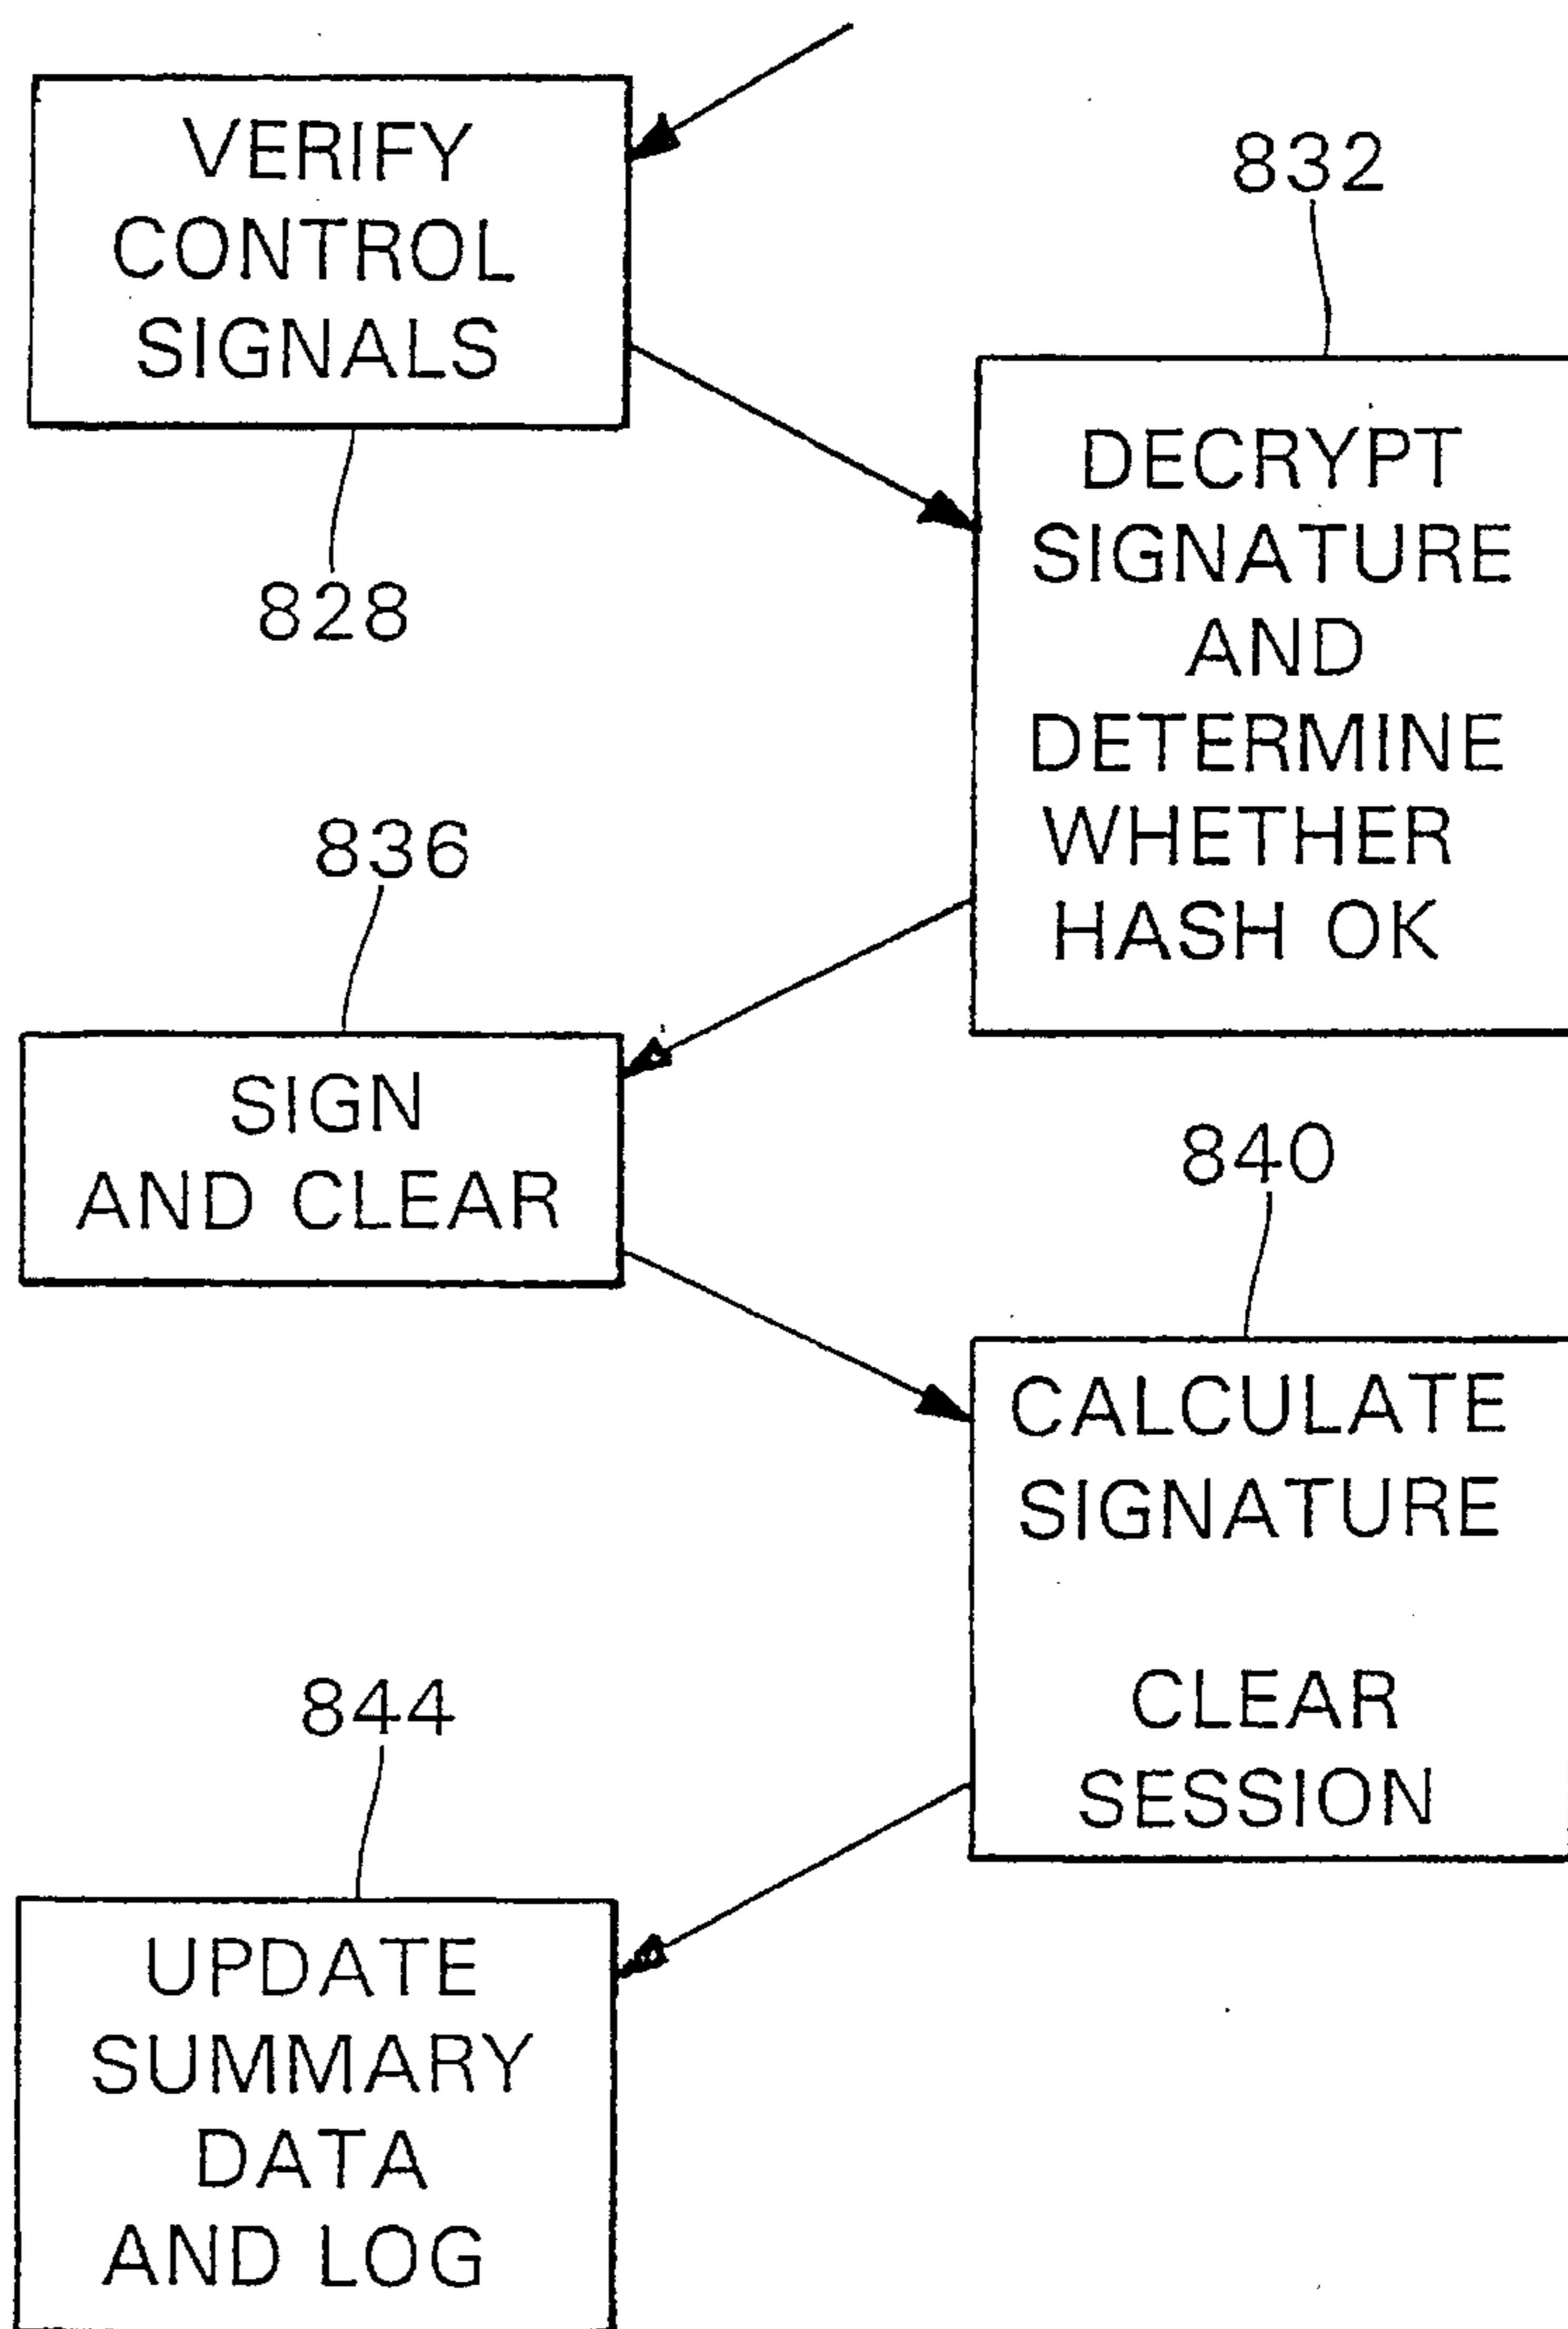 VERIFY
CONTROL
SIGNALS
828
832
DECRYPT
SIGNATURE
AND
DETERMINE
WHETHER
HASH OK
836
SIGN
AND CLEAR
840
CALCULATE
SIGNATURE
CLEAR
SESSION
844
UPDATE
SUMMARY
DATA
AND LOG